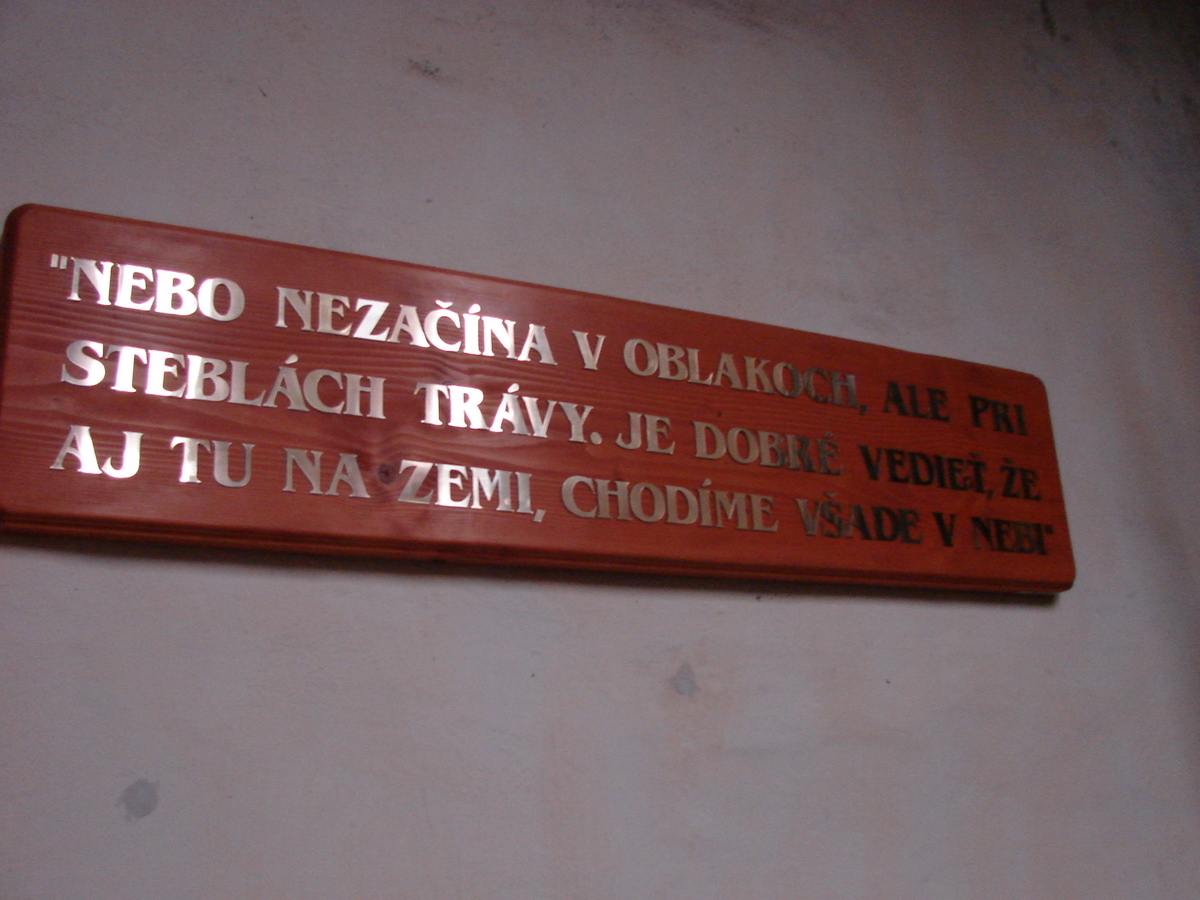 "NEBO NEZAČÍNA V OBLAKOCH, ALE PRI
STEBLÁCH TRÁVY. JE DOBRÉ VEDIEŤ, ŽE
AJ TU NA ZEMI, CHODÍME VŠADE V NEBI"